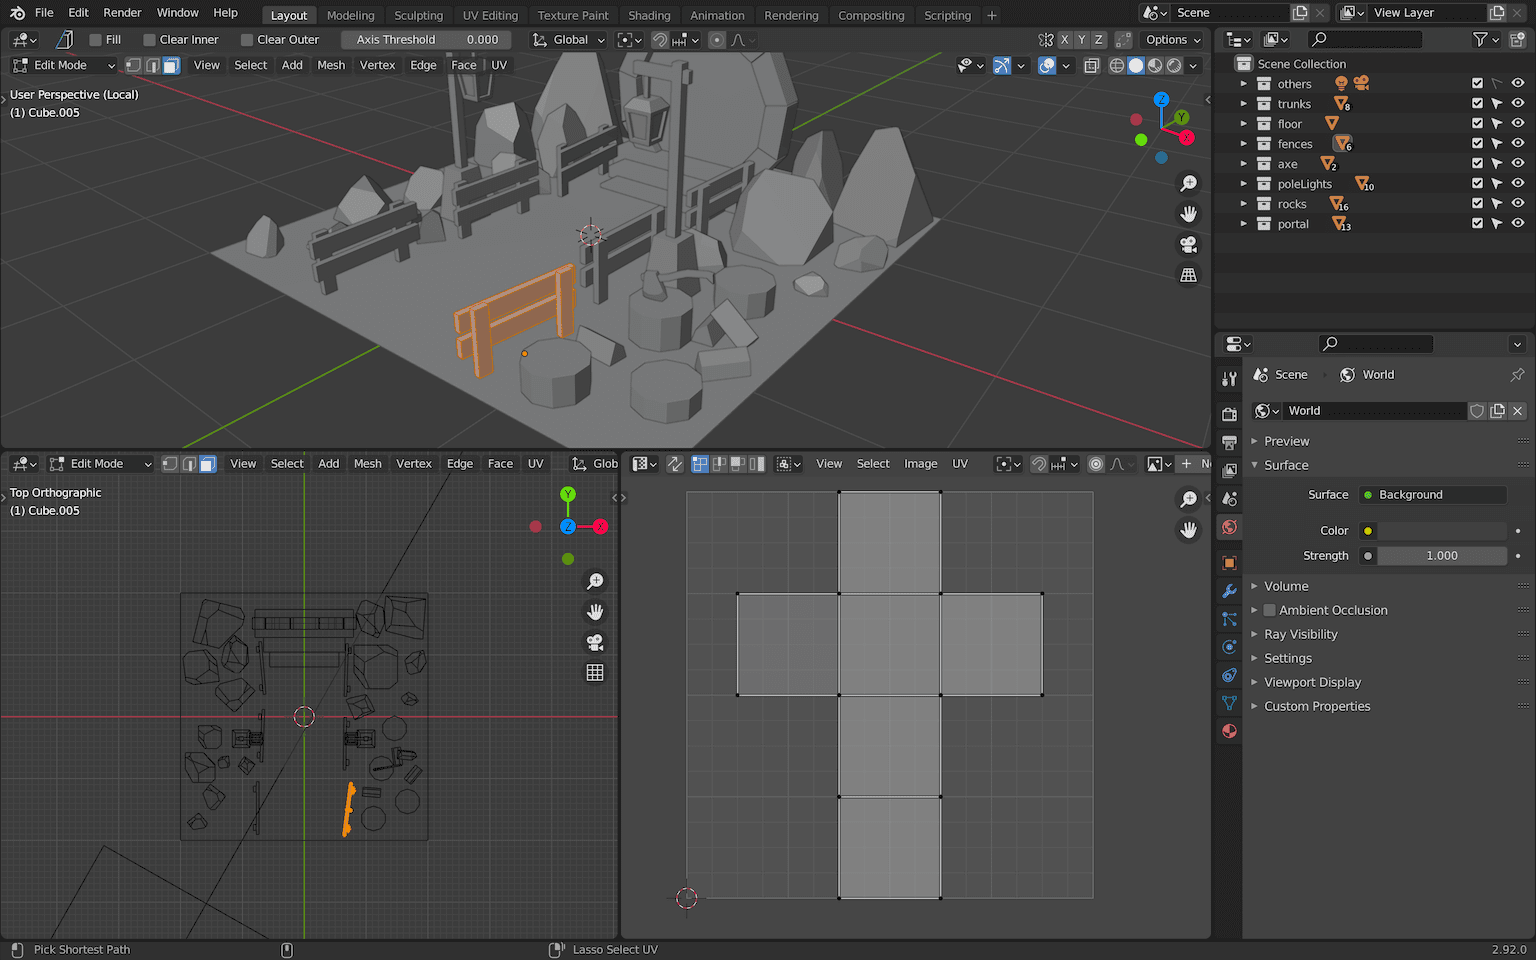 File Edit Render Window Help Layout Modeling Sculpting UV Editing Texture Paint Shading Animation Rendering Compositing Scripting + Scene View Layer
Fill Clear Inner Clear Outer Axis Threshold 0.000 Global X Y Z Options
Edit Mode View Select Add Mesh Vertex Edge Face UV
User Perspective (Local)
(1) Cube.005
Z
Y
X
Scene Collection
others
trunks 8
floor
fences 6
axe 2
poleLights 10
rocks 16
portal 13
Scene World
World
Preview
Surface
Surface Background
Color
Strength 1.000
Volume
Ambient Occlusion
Ray Visibility
Settings
Viewport Display
Custom Properties
Edit Mode View Select Add Mesh Vertex Edge Face UV Glob
Top Orthographic
(1) Cube.005
Y
Z X
View Select Image UV + N
Pick Shortest Path Lasso Select UV 2.92.0